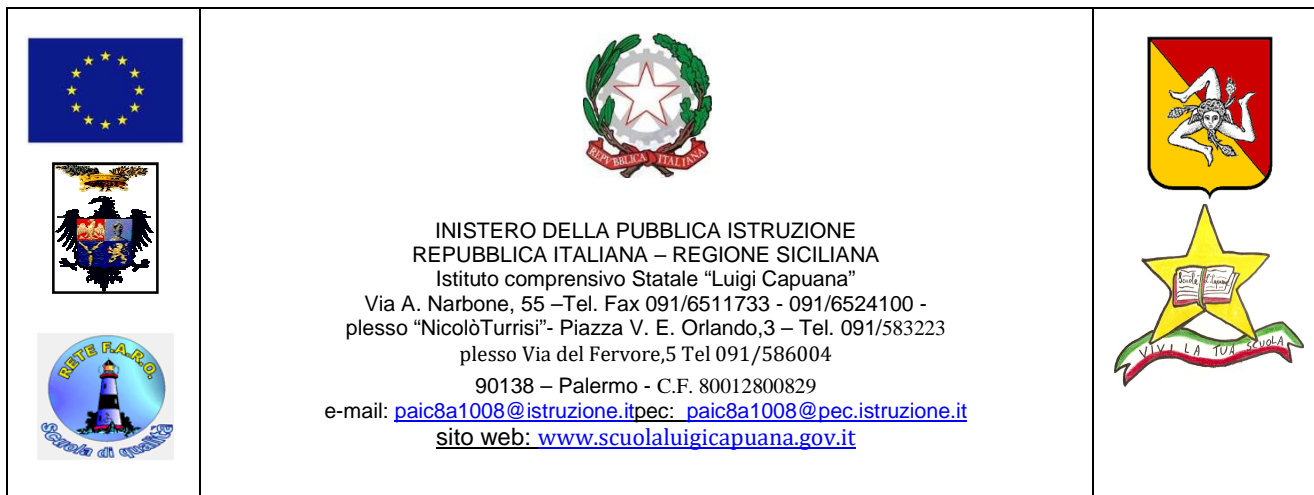 REPVBBLICA ITALIANA
INISTERO DELLA PUBBLICA ISTRUZIONE
REPUBBLICA ITALIANA – REGIONE SICILIANA
Istituto comprensivo Statale “Luigi Capuana”
Via A. Narbone, 55 –Tel. Fax 091/6511733 - 091/6524100 -
plesso “NicolòTurrisi”- Piazza V. E. Orlando,3 – Tel. 091/583223
plesso Via del Fervore,5 Tel 091/586004
90138 – Palermo - C.F. 80012800829
e-mail: paic8a1008@istruzione.itpec: paic8a1008@pec.istruzione.it
sito web: www.scuolaluigicapuana.gov.it
RETE F.A.R.O.
Scuola di qualità
Scuola L. Capuana
VIVI LA TUA SCUOLA